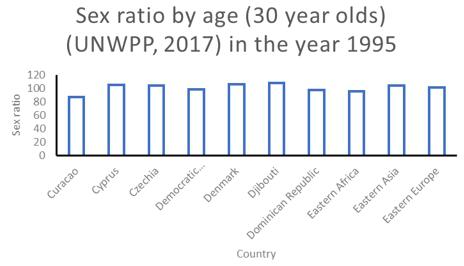 Sex ratio by age (30 year olds)
(UNWPP, 2017) in the year 1995
Sex ratio
120
100
80
60
40
20
0
Curacao
Cyprus
Czechia
Democratic...
Denmark
Djibouti
Dominican Republic
Eastern Africa
Eastern Asia
Eastern Europe
Country